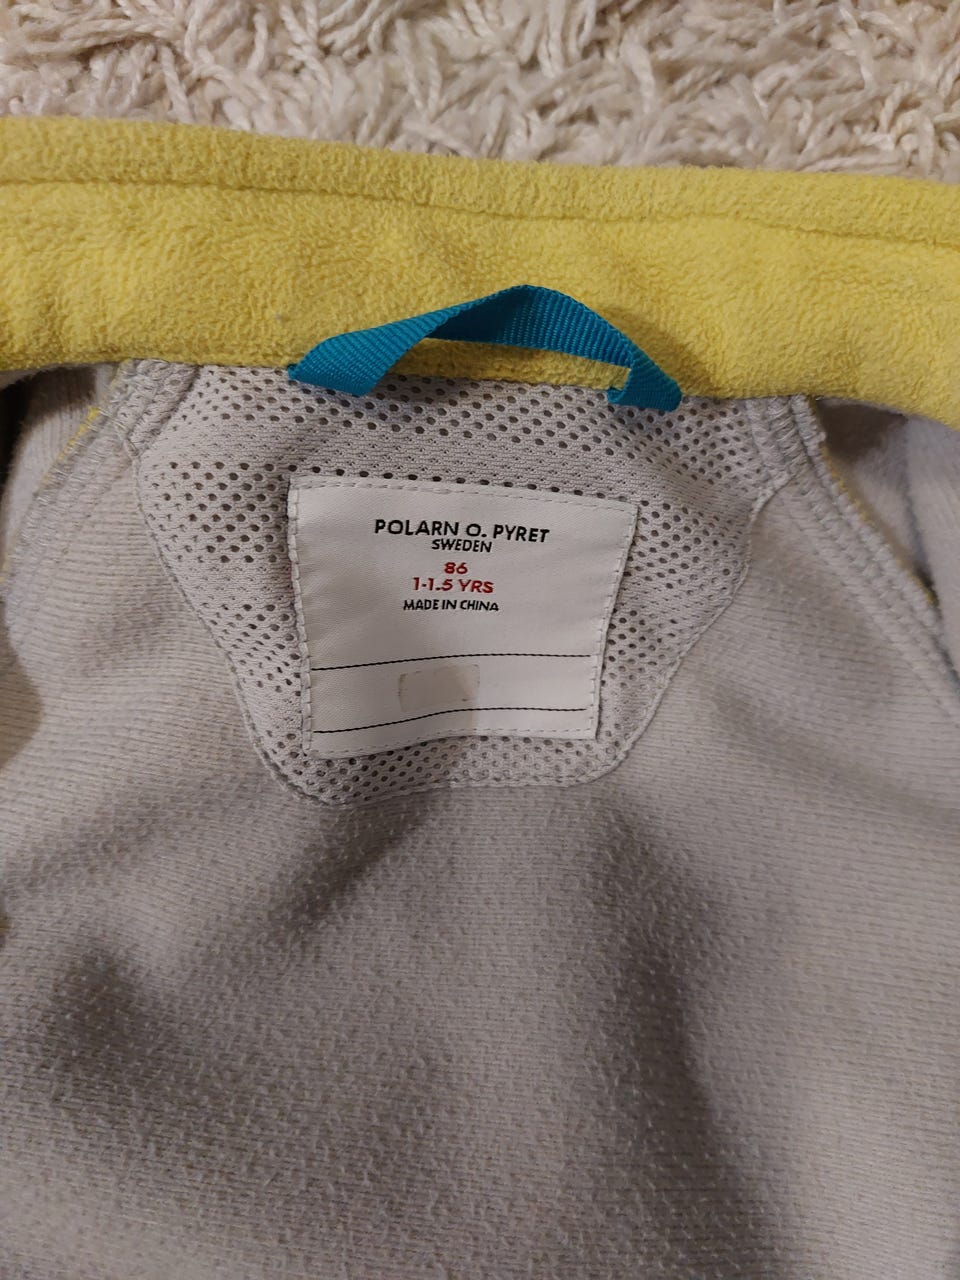 POLARN O. PYRET
SWEDEN
86
1-1.5 YRS
MADE IN CHINA